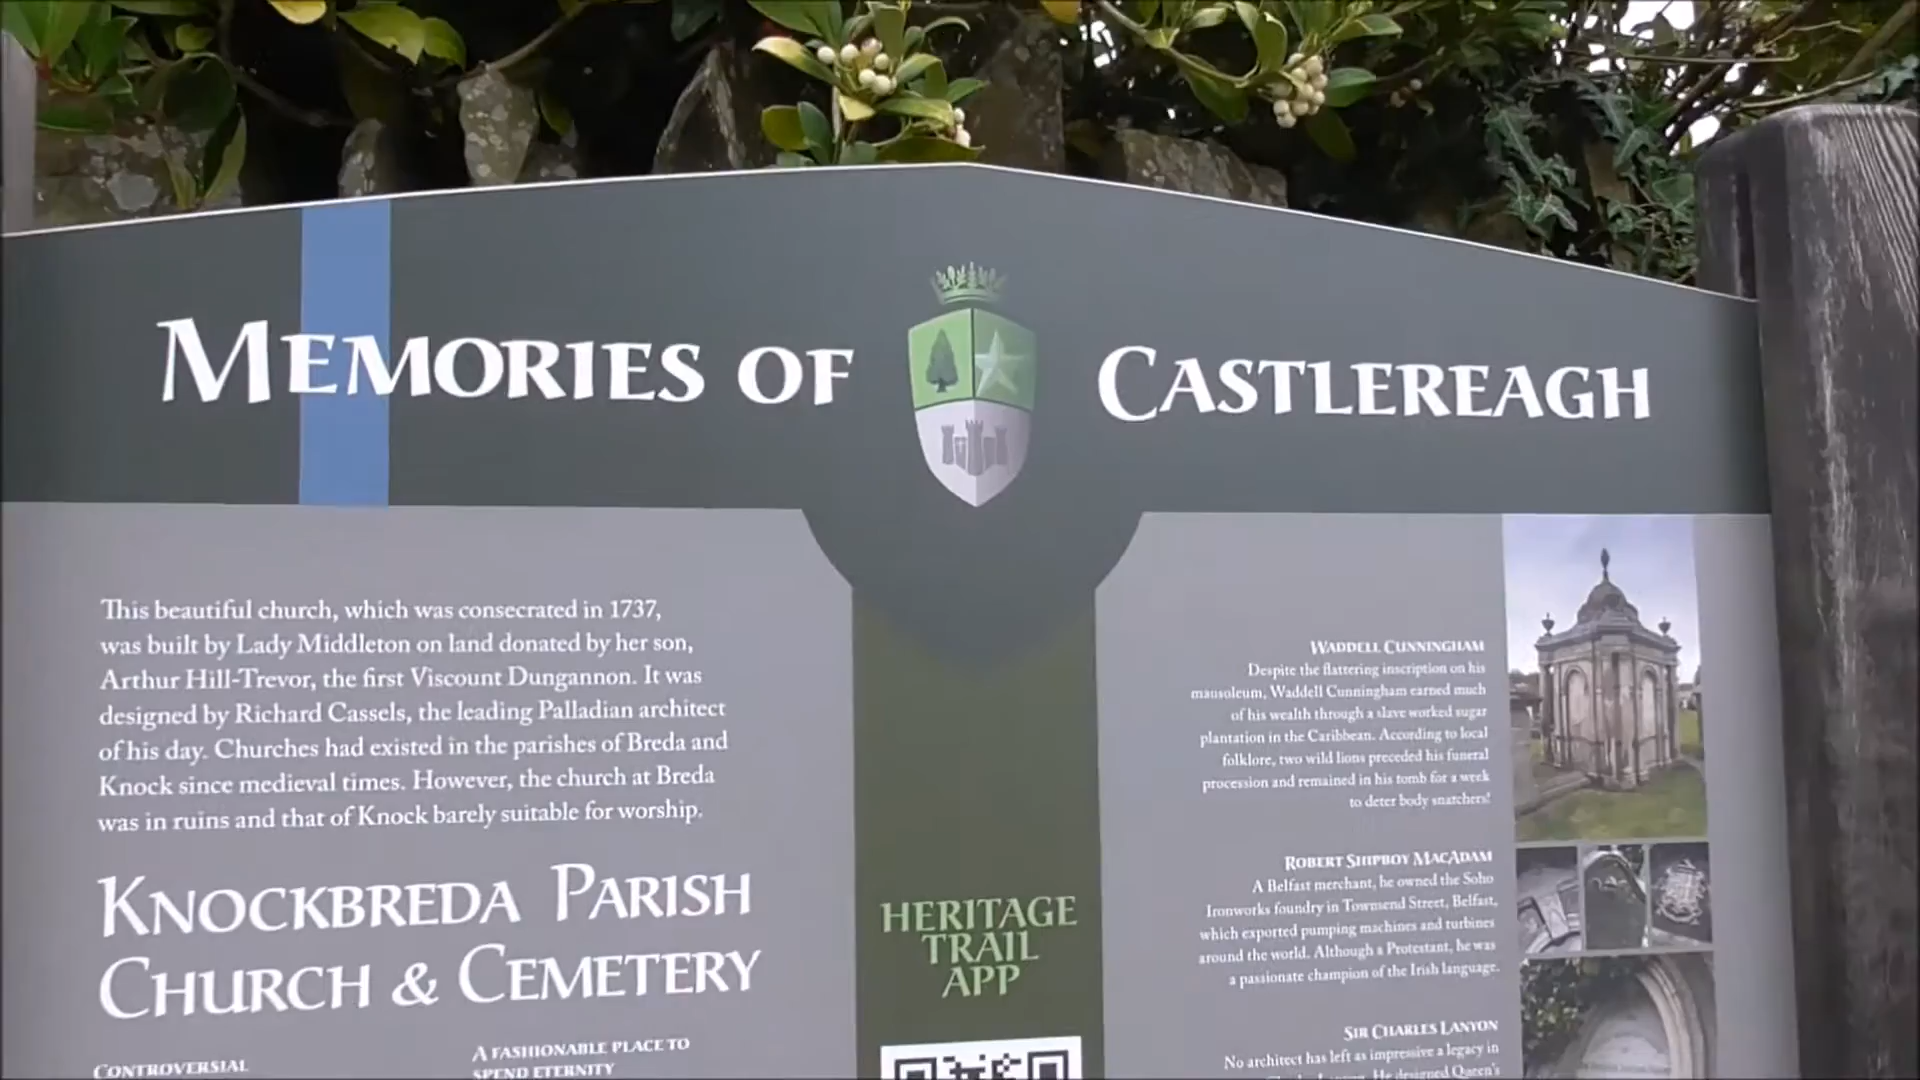 MEMORIES OF CASTLEREAGH
This beautiful church, which was consecrated in 1737,
was built by Lady Middleton on land donated by her son,
Arthur Hill-Trevor, the first Viscount Dungannon. It was
designed by Richard Cassels, the leading Palladian architect
of his day. Churches had existed in the parishes of Breda and
Knock since medieval times. However, the church at Breda
was in ruins and that of Knock barely suitable for worship.
KNOCKBREDA PARISH
CHURCH & CEMETERY
CONTROVERSIAL
A FASHIONABLE PLACE TO
SPEND ETERNITY
HERITAGE
TRAIL
APP
WADDELL CUNNINGHAM
Despite the flattering inscription on his
mausoleum, Waddell Cunningham earned much
of his wealth through a slave worked sugar
plantation in the Caribbean. According to local
folklore, two wild lions preceded his funeral
procession and remained in his tomb for a week
to deter body snatchers!
ROBERT SHIPBOY MACADAM
A Belfast merchant, he owned the Soho
Ironworks foundry in Townsend Street, Belfast,
which exported pumping machines and turbines
around the world. Although a Protestant, he was
a passionate champion of the Irish language.
SIR CHARLES LANYON
No architect has left as impressive a legacy in
He designed Queen's